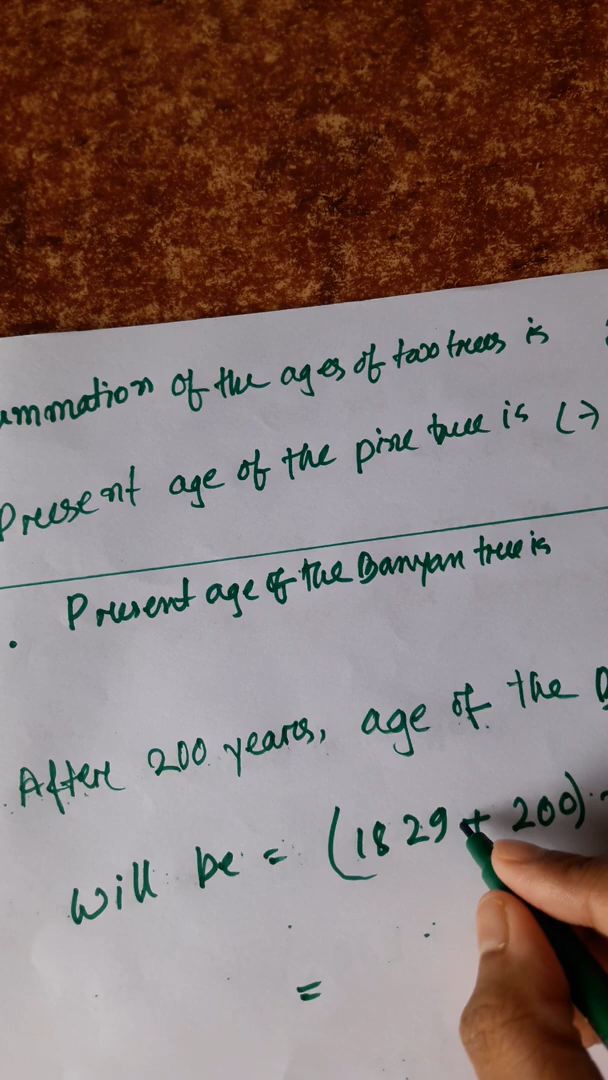 ummation of the ages of two trees is
Present age of the pine tree is (-)
Present age of the Banyan tree is
After 200 years, age of the
will be = (1829 + 200)
=